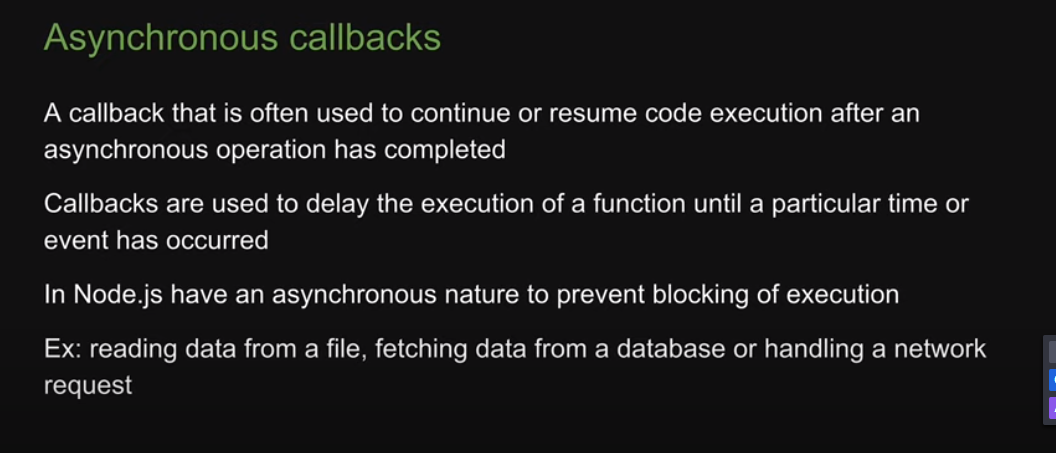 Asynchronous callbacks
A callback that is often used to continue or resume code execution after an
asynchronous operation has completed
Callbacks are used to delay the execution of a function until a particular time or
event has occurred
In Node.js have an asynchronous nature to prevent blocking of execution
Ex: reading data from a file, fetching data from a database or handling a network
request